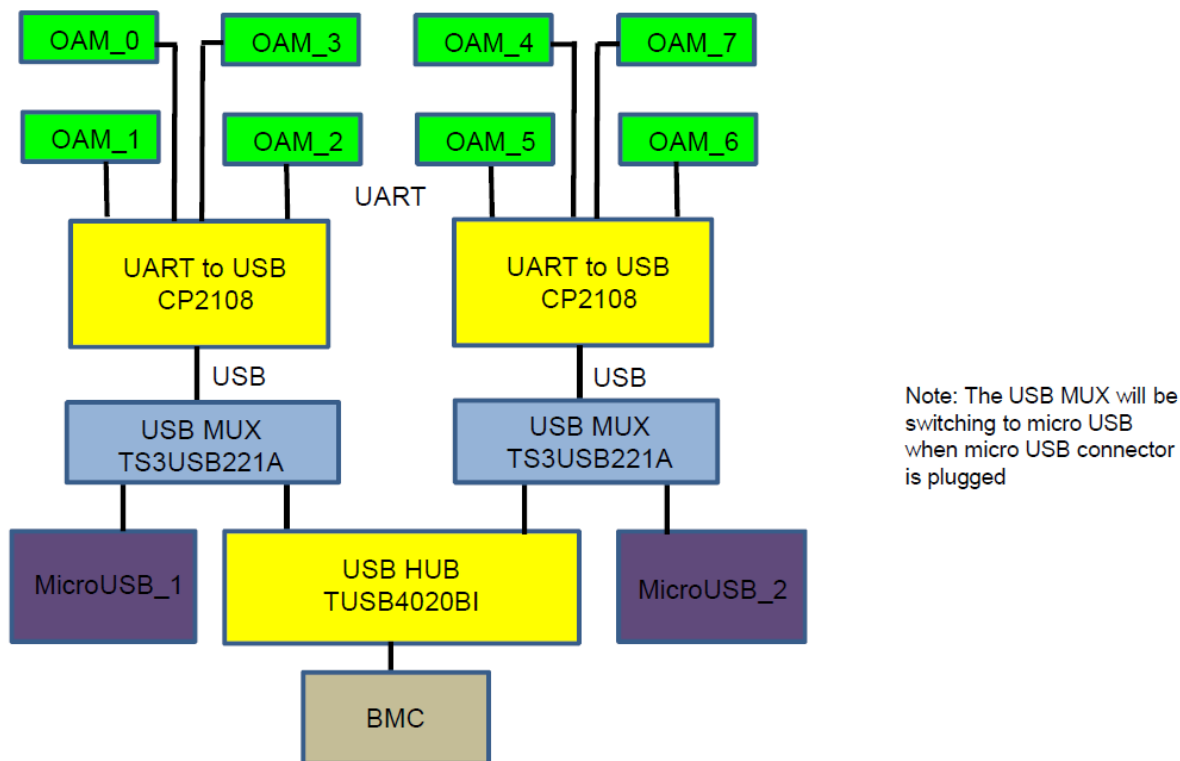 OAM_0
OAM_3
OAM_4
OAM_7
OAM_1
OAM_2
OAM_5
OAM_6
UART
UART to USB
CP2108
UART to USB
CP2108
USB
USB
USB MUX
TS3USB221A
USB MUX
TS3USB221A
Note: The USB MUX will be
switching to micro USB
when micro USB connector
is plugged
MicroUSB_1
USB HUB
TUSB4020BI
MicroUSB_2
BMC